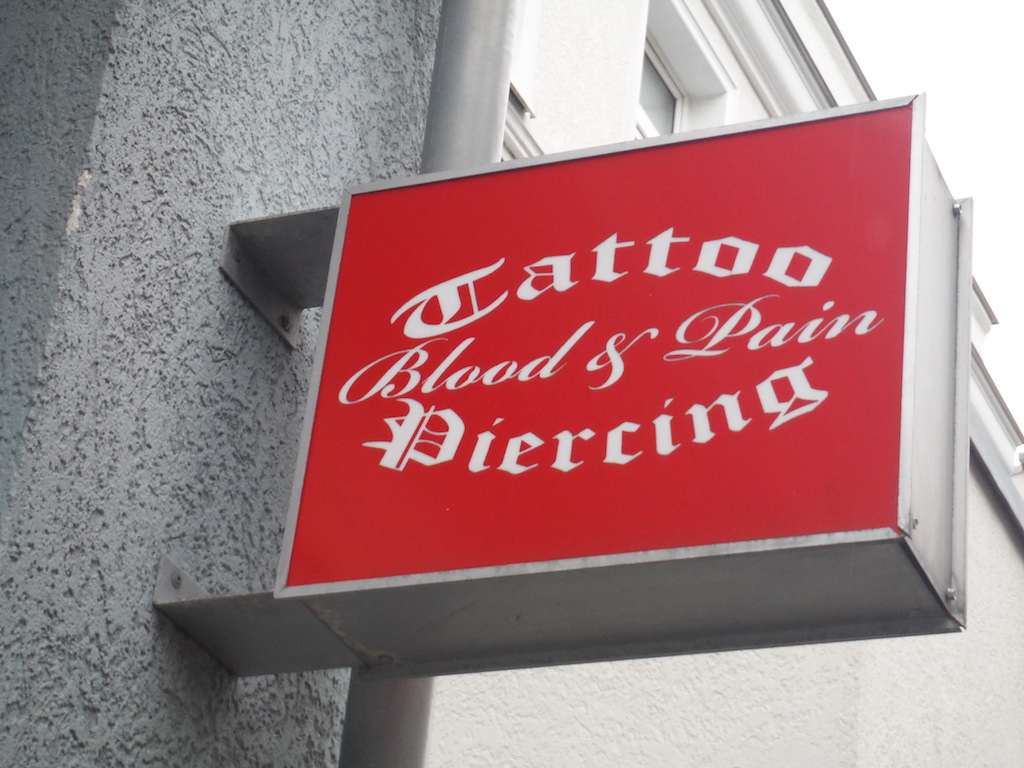 Tattoo
Blood & Pain
Piercing